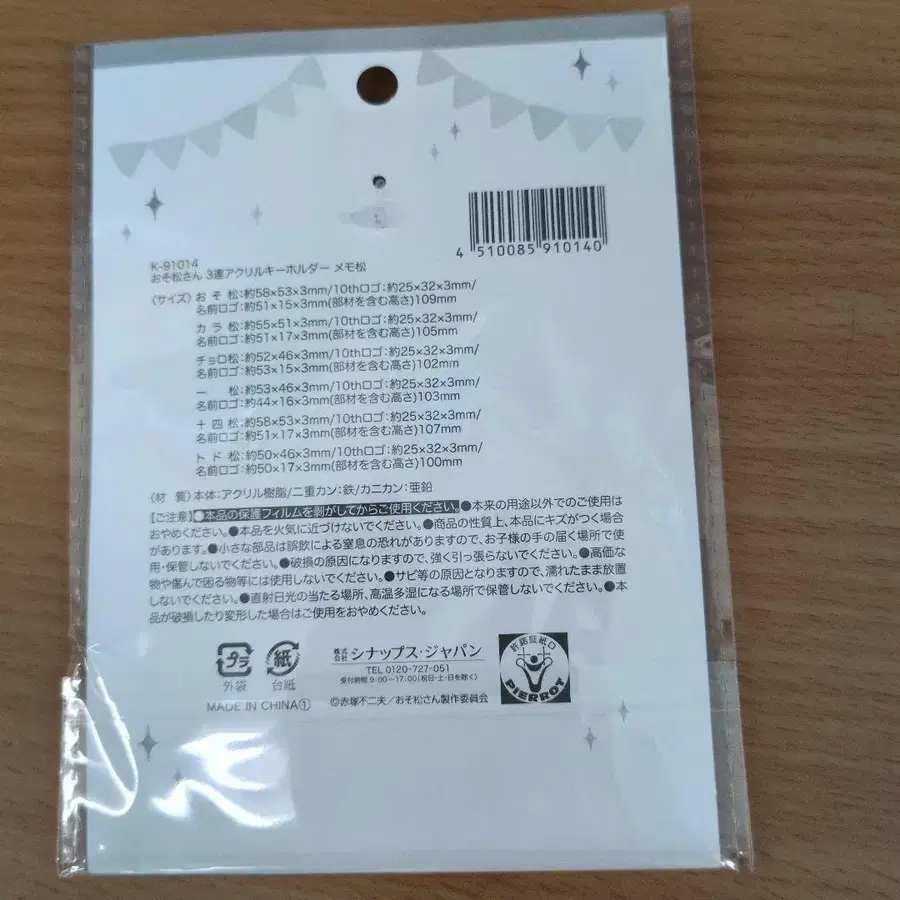 4 510085 910140
K-91014
おそ松さん 3連アクリルキーホルダー メモ松
〈サイズ〉おそ松:約58×53×3mm/10thロゴ:約25×32×3mm/
名前ロゴ:約51×15×3mm(部材を含む高さ)109mm
カラ松:約55×51×3mm/10thロゴ:約25×32×3mm/
名前ロゴ:約51×17×3mm(部材を含む高さ)105mm
チョロ松:約52×46×3mm/10thロゴ:約25×32×3mm/
名前ロゴ:約53×15×3mm(部材を含む高さ)102mm
一 松:約53×46×3mm/10thロゴ:約25×32×3mm/
名前ロゴ:約44×16×3mm(部材を含む高さ)103mm
十四松:約58×53×3mm/10thロゴ:約25×32×3mm/
名前ロゴ:約51×17×3mm(部材を含む高さ)107mm
トド松:約50×46×3mm/10thロゴ:約25×32×3mm/
名前ロゴ:約50×17×3mm(部材を含む高さ)100mm
〈材 質〉本体:アクリル樹脂/二重カン:鉄/カニカン:亜鉛
【ご注意】●本品の保護フィルムを剥がしてからご使用ください。●本来の用途以外でのご使用は
おやめください。●本品を火気に近づけないでください。●商品の性質上、本品にキズがつく場合
があります。●小さな部品は誤飲による窒息の恐れがありますので、お子様の手の届く場所で使
用・保管しないでください。●破損の原因になりますので、強く引っ張らないでください。●高価な
物や傷んで困る物等には使用しないでください。●サビ等の原因となりますので、濡れたまま放置
しないでください。●直射日光の当たる場所、高温多湿になる場所で保管しないでください。●本
品が破損したり変形した場合はご使用をおやめください。
プラ
外袋
紙
台紙
株式会社 シナップス・ジャパン
TEL 0120-727-051
受付時間 9:00〜17:00(祝日・土・日を除く)
MADE IN CHINA①
©赤塚不二夫/おそ松さん製作委員会
許諾証紙
PIERROT